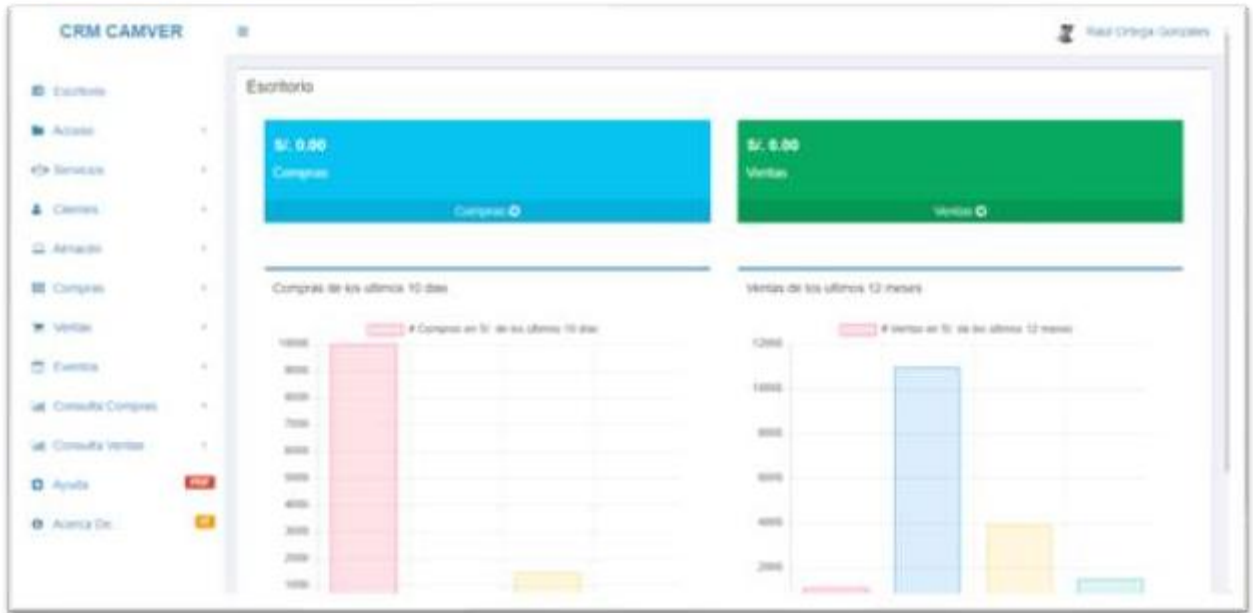 CRM CAMVER
Raul Ortega Gonzales
Escritorio
Acceso
Servicios
Clientes
Almacén
Compras
Ventas
Eventos
Consulta Compras
Consulta Ventas
Ayuda PDF
Acerca De..
Escritorio
S/. 0.00
Compras
Compras
S/. 0.00
Ventas
Ventas
Compras de los ultimos 10 dias
# Compras en S/. de los ultimos 10 dias
10000
9000
8000
7000
6000
5000
4000
3000
2000
1000
Ventas de los ultimos 12 meses
# Ventas en S/. de los ultimos 12 meses
12000
10000
8000
6000
4000
2000